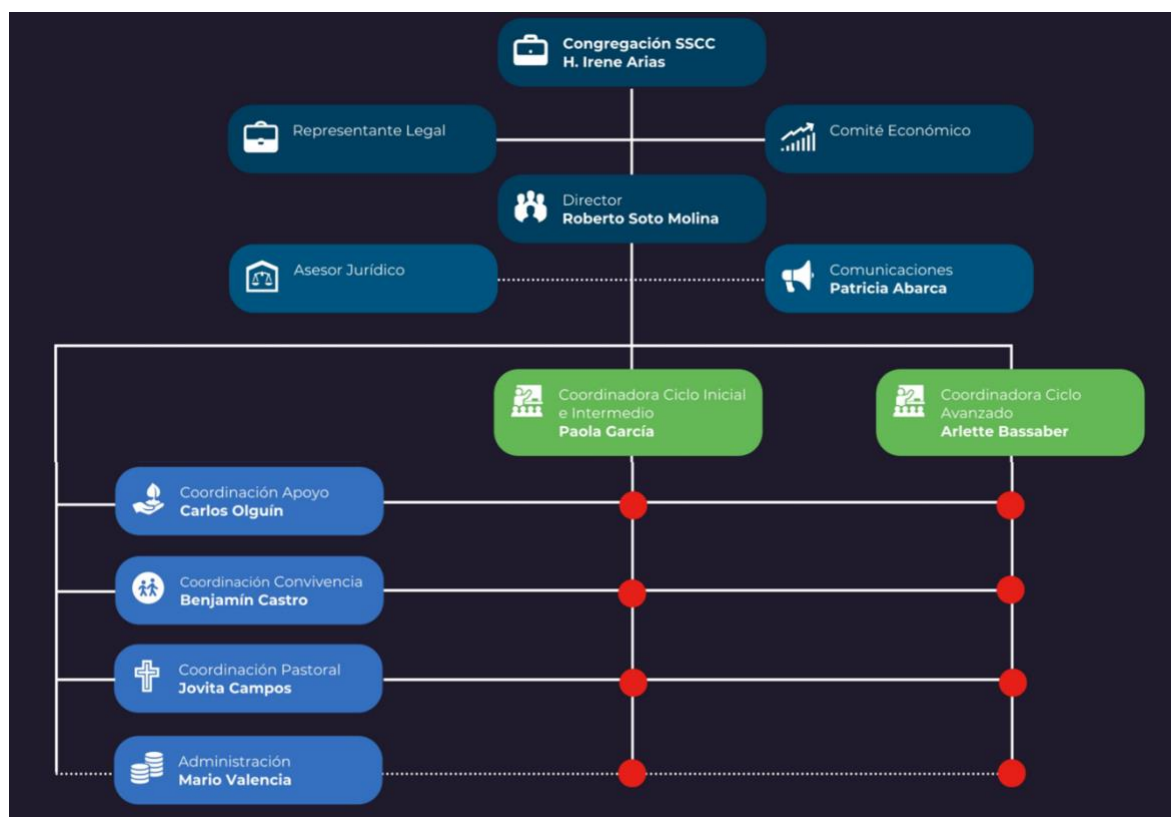 Congregación SSCC
H. Irene Arias
Representante Legal
Comité Económico
Director
Roberto Soto Molina
Asesor Jurídico
Comunicaciones
Patricia Abarca
Coordinadora Ciclo Inicial
e Intermedio
Paola García
Coordinadora Ciclo
Avanzado
Arlette Bassaber
Coordinación Apoyo
Carlos Olguín
Coordinación Convivencia
Benjamín Castro
Coordinación Pastoral
Jovita Campos
Administración
Mario Valencia